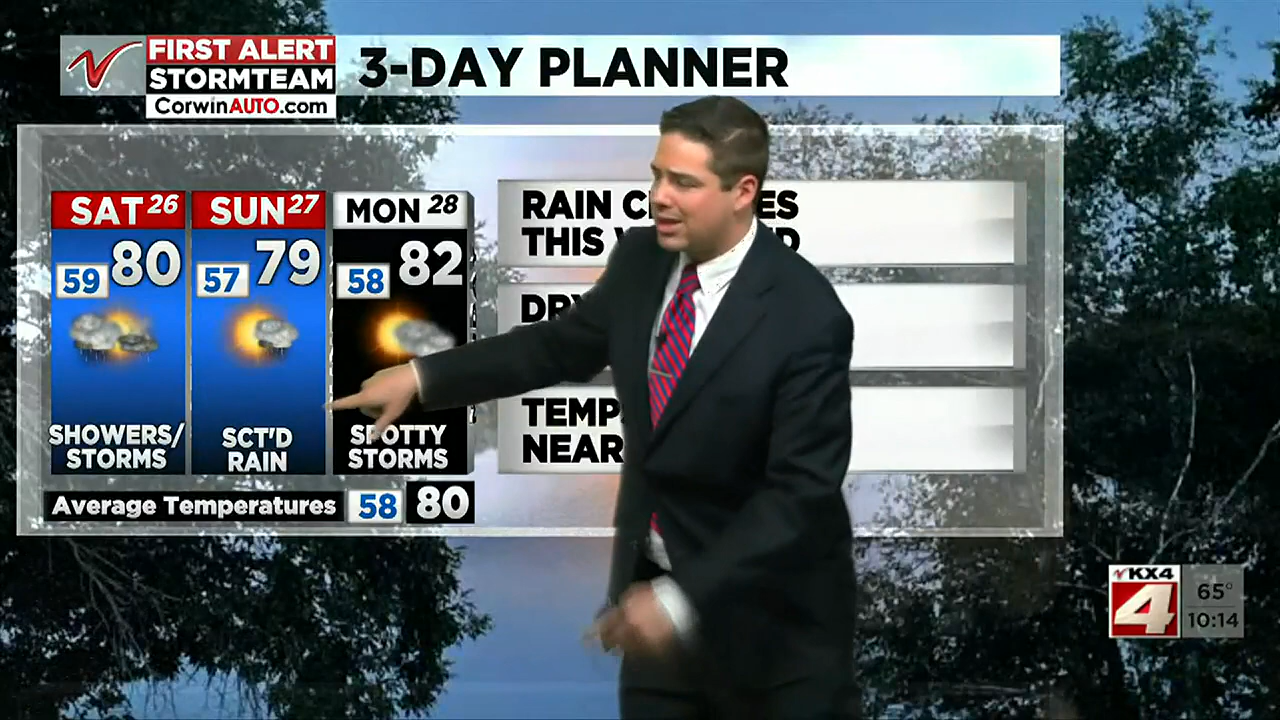 FIRST ALERT
STORMTEAM
CorwinAUTO.com
3-DAY PLANNER
SAT 26
SUN 27
MON 28
59 80
57 79
58 82
SHOWERS/
STORMS
SCT'D
RAIN
SPOTTY
STORMS
Average Temperatures 58 80
RAIN
THIS
NEAR
KX4
4
65°
10:14